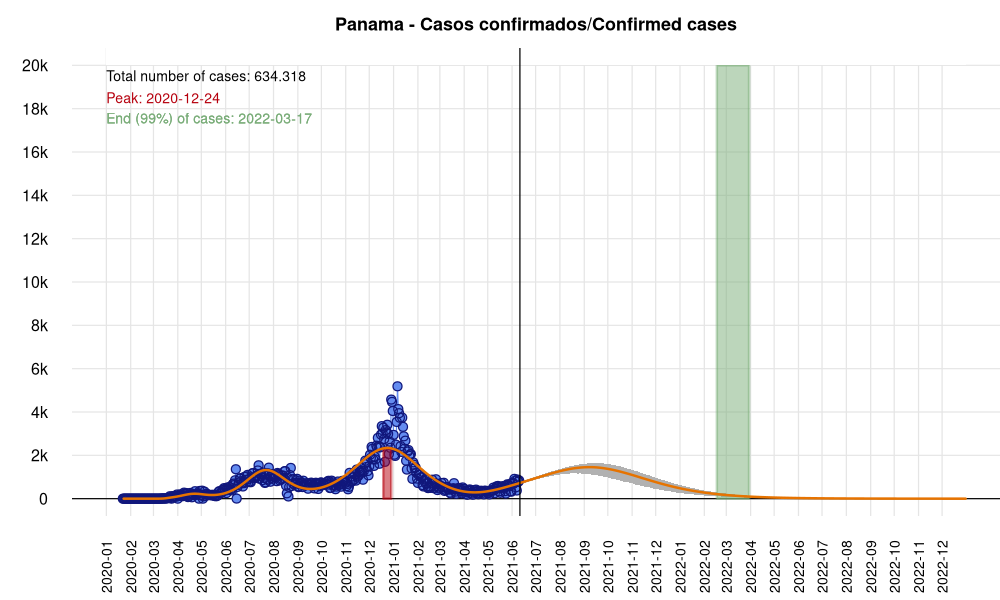 Panama - Casos confirmados/Confirmed cases
Total number of cases: 634.318
Peak: 2020-12-24
End (99%) of cases: 2022-03-17
20k
18k
16k
14k
12k
10k
8k
6k
4k
2k
0
2020-01
2020-02
2020-03
2020-04
2020-05
2020-06
2020-07
2020-08
2020-09
2020-10
2020-11
2020-12
2021-01
2021-02
2021-03
2021-04
2021-05
2021-06
2021-07
2021-08
2021-09
2021-10
2021-11
2021-12
2022-01
2022-02
2022-03
2022-04
2022-05
2022-06
2022-07
2022-08
2022-09
2022-10
2022-11
2022-12